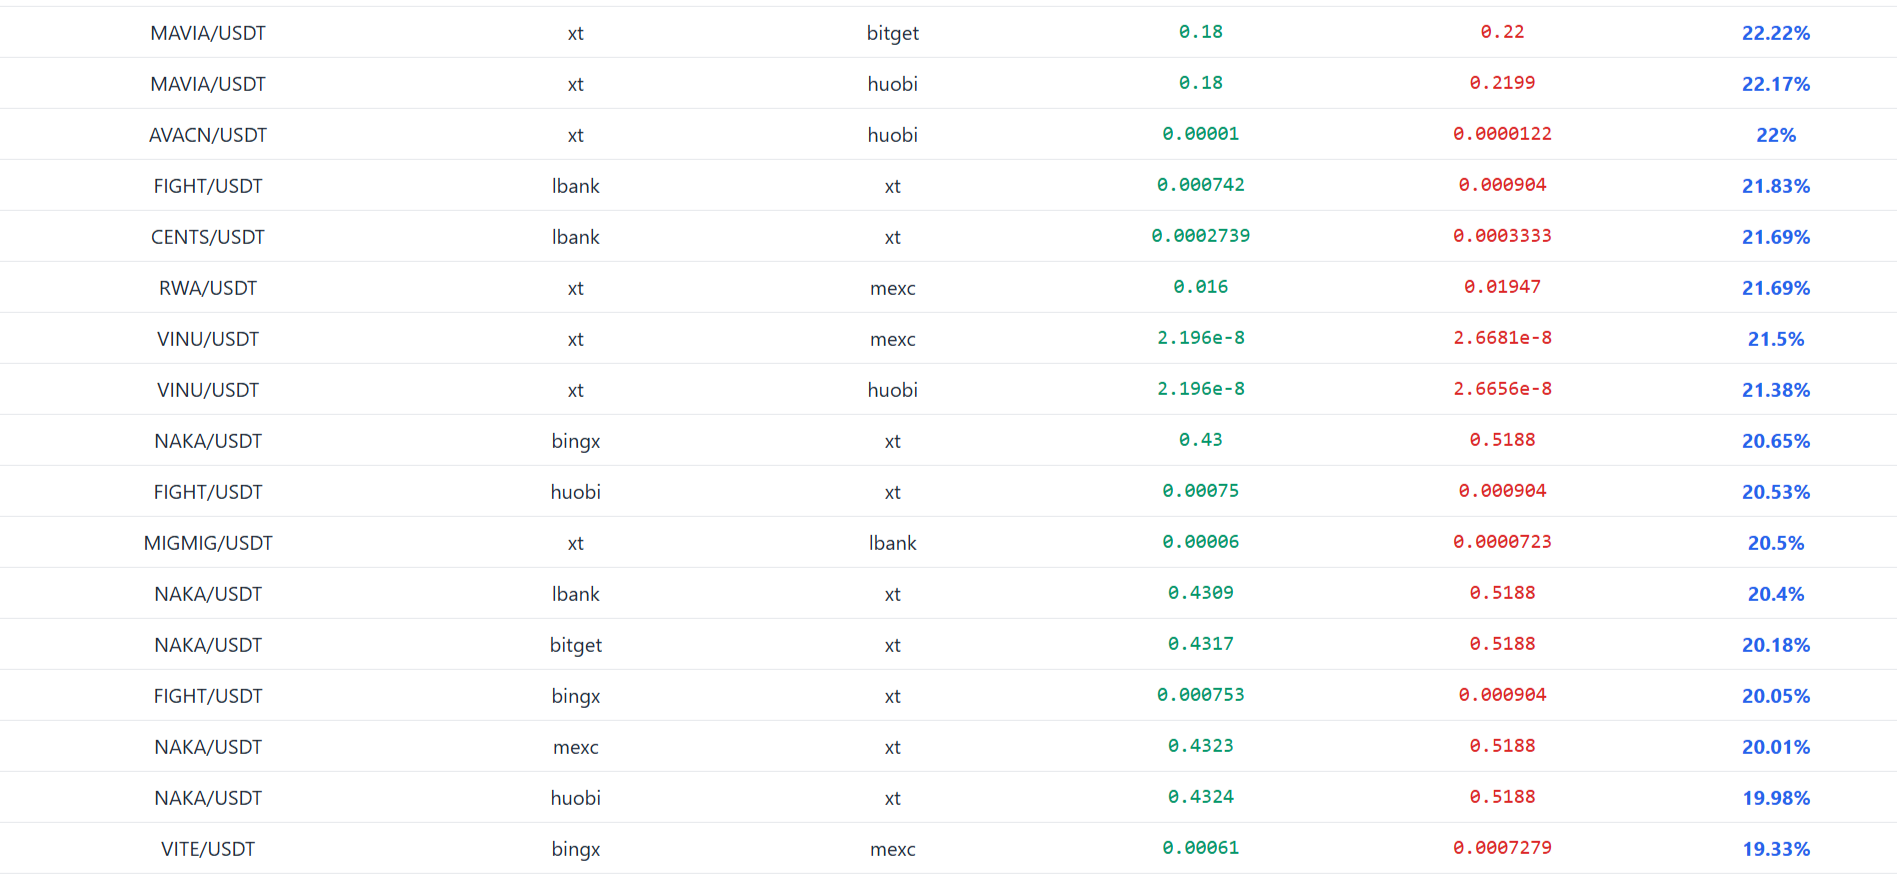 MAVIA/USDT xt bitget 0.18 0.22 22.22%
MAVIA/USDT xt huobi 0.18 0.2199 22.17%
AVACN/USDT xt huobi 0.00001 0.0000122 22%
FIGHT/USDT lbank xt 0.000742 0.000904 21.83%
CENTS/USDT lbank xt 0.0002739 0.0003333 21.69%
RWA/USDT xt mexc 0.016 0.01947 21.69%
VINU/USDT xt mexc 2.196e-8 2.6681e-8 21.5%
VINU/USDT xt huobi 2.196e-8 2.6656e-8 21.38%
NAKA/USDT bingx xt 0.43 0.5188 20.65%
FIGHT/USDT huobi xt 0.00075 0.000904 20.53%
MIGMIG/USDT xt lbank 0.00006 0.0000723 20.5%
NAKA/USDT lbank xt 0.4309 0.5188 20.4%
NAKA/USDT bitget xt 0.4317 0.5188 20.18%
FIGHT/USDT bingx xt 0.000753 0.000904 20.05%
NAKA/USDT mexc xt 0.4323 0.5188 20.01%
NAKA/USDT huobi xt 0.4324 0.5188 19.98%
VITE/USDT bingx mexc 0.00061 0.0007279 19.33%